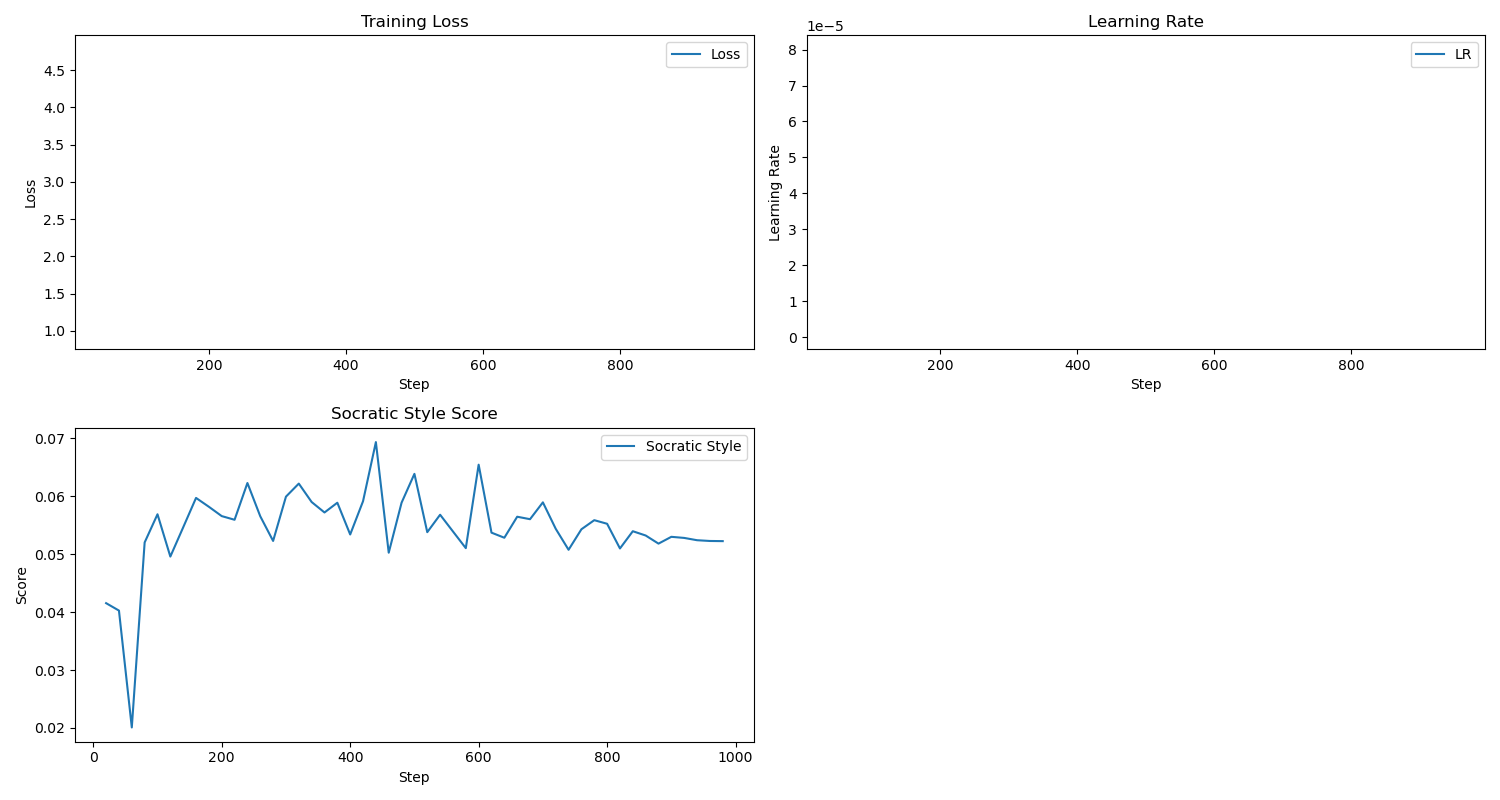 Training Loss
Loss
4.5
4.0
3.5
3.0
2.5
2.0
1.5
1.0
Loss
200 400 600 800
Step
Learning Rate
1e−5
LR
8
7
6
5
4
3
2
1
0
Learning Rate
200 400 600 800
Step
Socratic Style Score
Socratic Style
0.07
0.06
0.05
0.04
0.03
0.02
Score
0 200 400 600 800 1000
Step